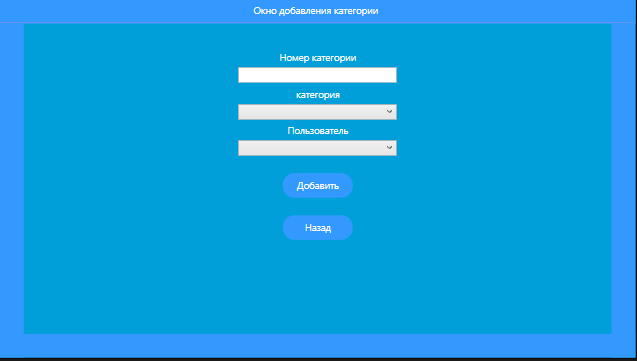 Окно добавления категории
Номер категории
категория
Пользователь
Добавить
Назад